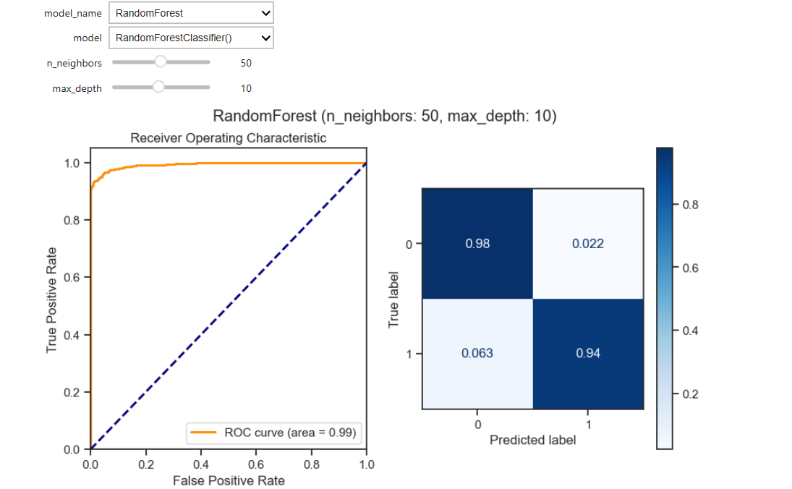 model_name RandomForest
model RandomForestClassifier()
n_neighbors 50
max_depth 10
RandomForest (n_neighbors: 50, max_depth: 10)
Receiver Operating Characteristic
True Positive Rate
1.0
0.8
0.6
0.4
0.2
0.0
ROC curve (area = 0.99)
0.0 0.2 0.4 0.6 0.8 1.0
False Positive Rate
True label
0 0.98 0.022
1 0.063 0.94
0 1
Predicted label
0.8
0.6
0.4
0.2